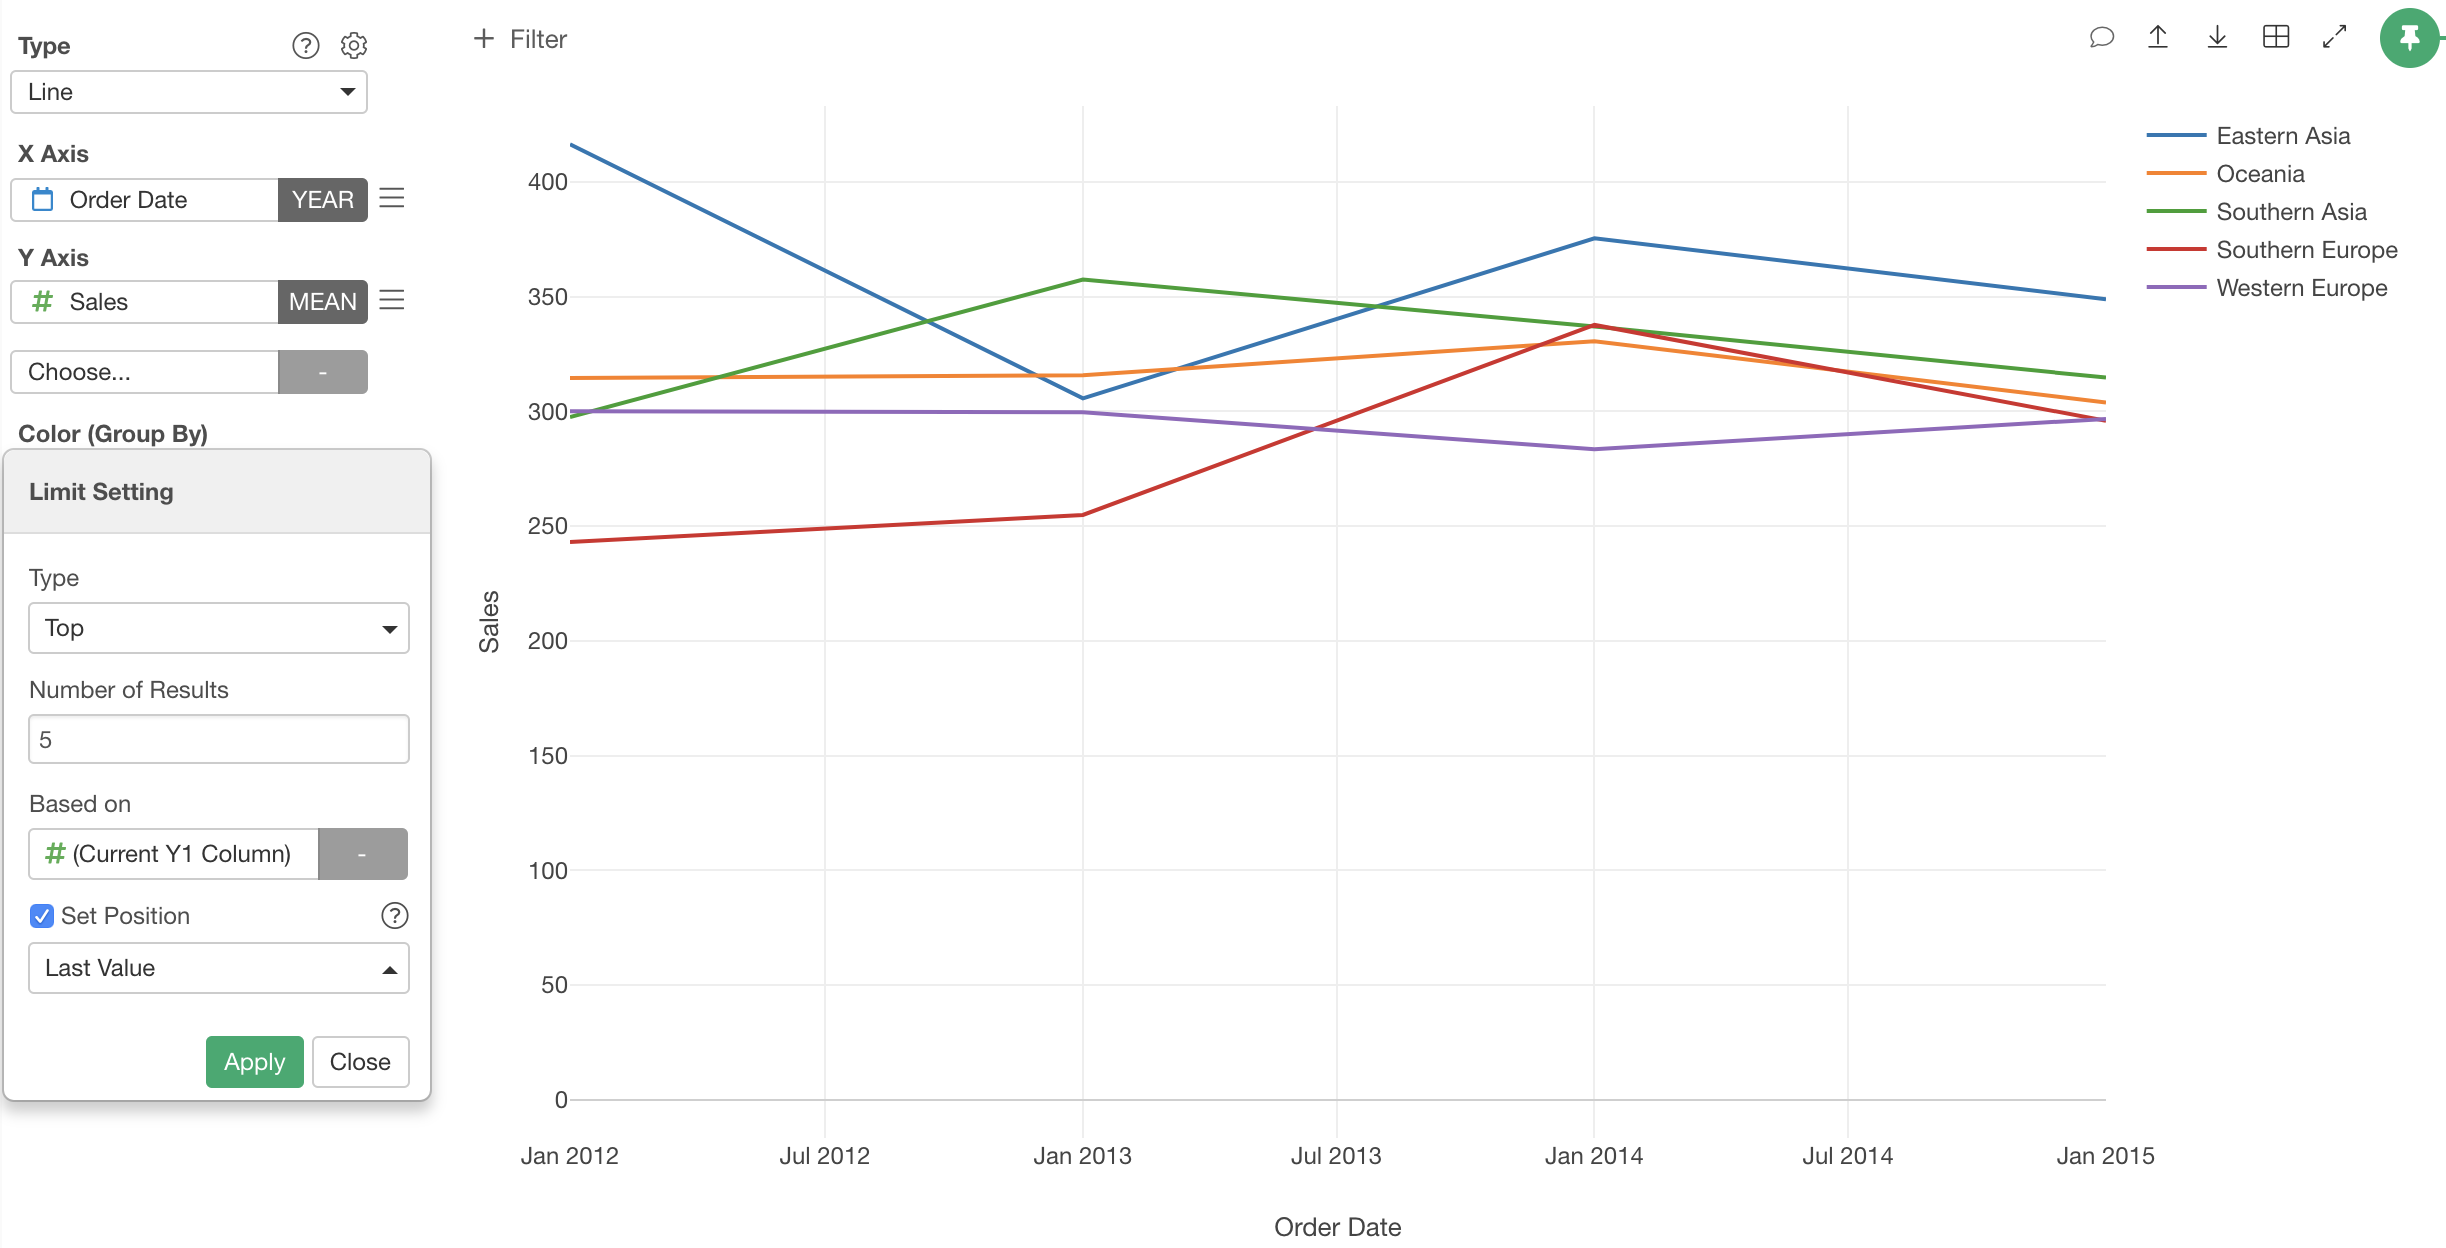 Type
Line
X Axis
Order Date YEAR
Y Axis
# Sales MEAN
Choose... -
Color (Group By)
Limit Setting
Type
Top
Number of Results
5
Based on
# (Current Y1 Column) -
Set Position ?
Last Value
Apply Close
+ Filter
400
350
300
250
200
150
100
50
0
Sales
Jan 2012 Jul 2012 Jan 2013 Jul 2013 Jan 2014 Jul 2014 Jan 2015
Order Date
Eastern Asia
Oceania
Southern Asia
Southern Europe
Western Europe